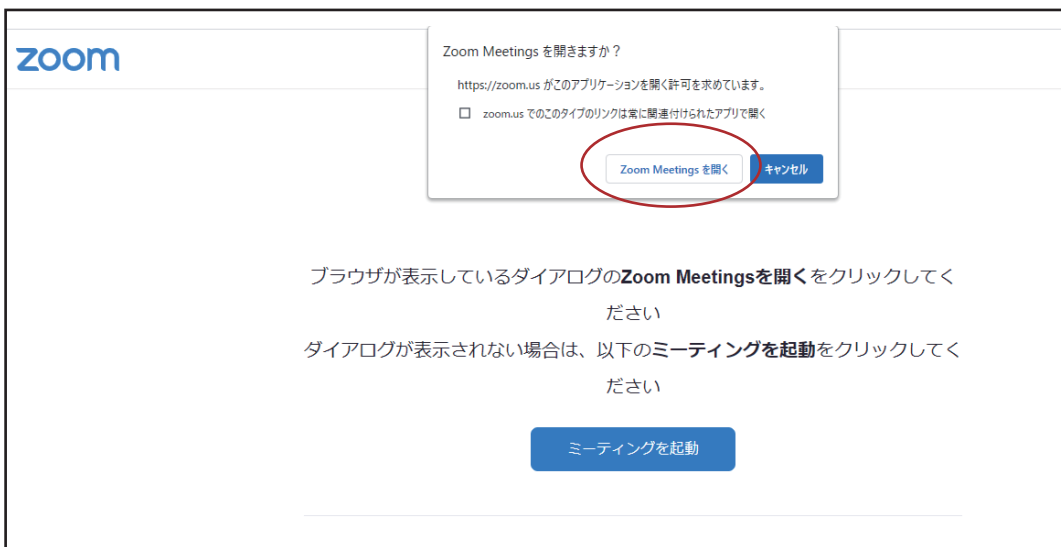 zoom
Zoom Meetings を開きますか？
https://zoom.us がこのアプリケーションを開く許可を求めています。
zoom.us でのこのタイプのリンクは常に関連付けられたアプリで開く
Zoom Meetings を開く
キャンセル
ブラウザが表示しているダイアログのZoom Meetingsを開くをクリックしてく
ださい
ダイアログが表示されない場合は、以下のミーティングを起動をクリックしてく
ださい
ミーティングを起動